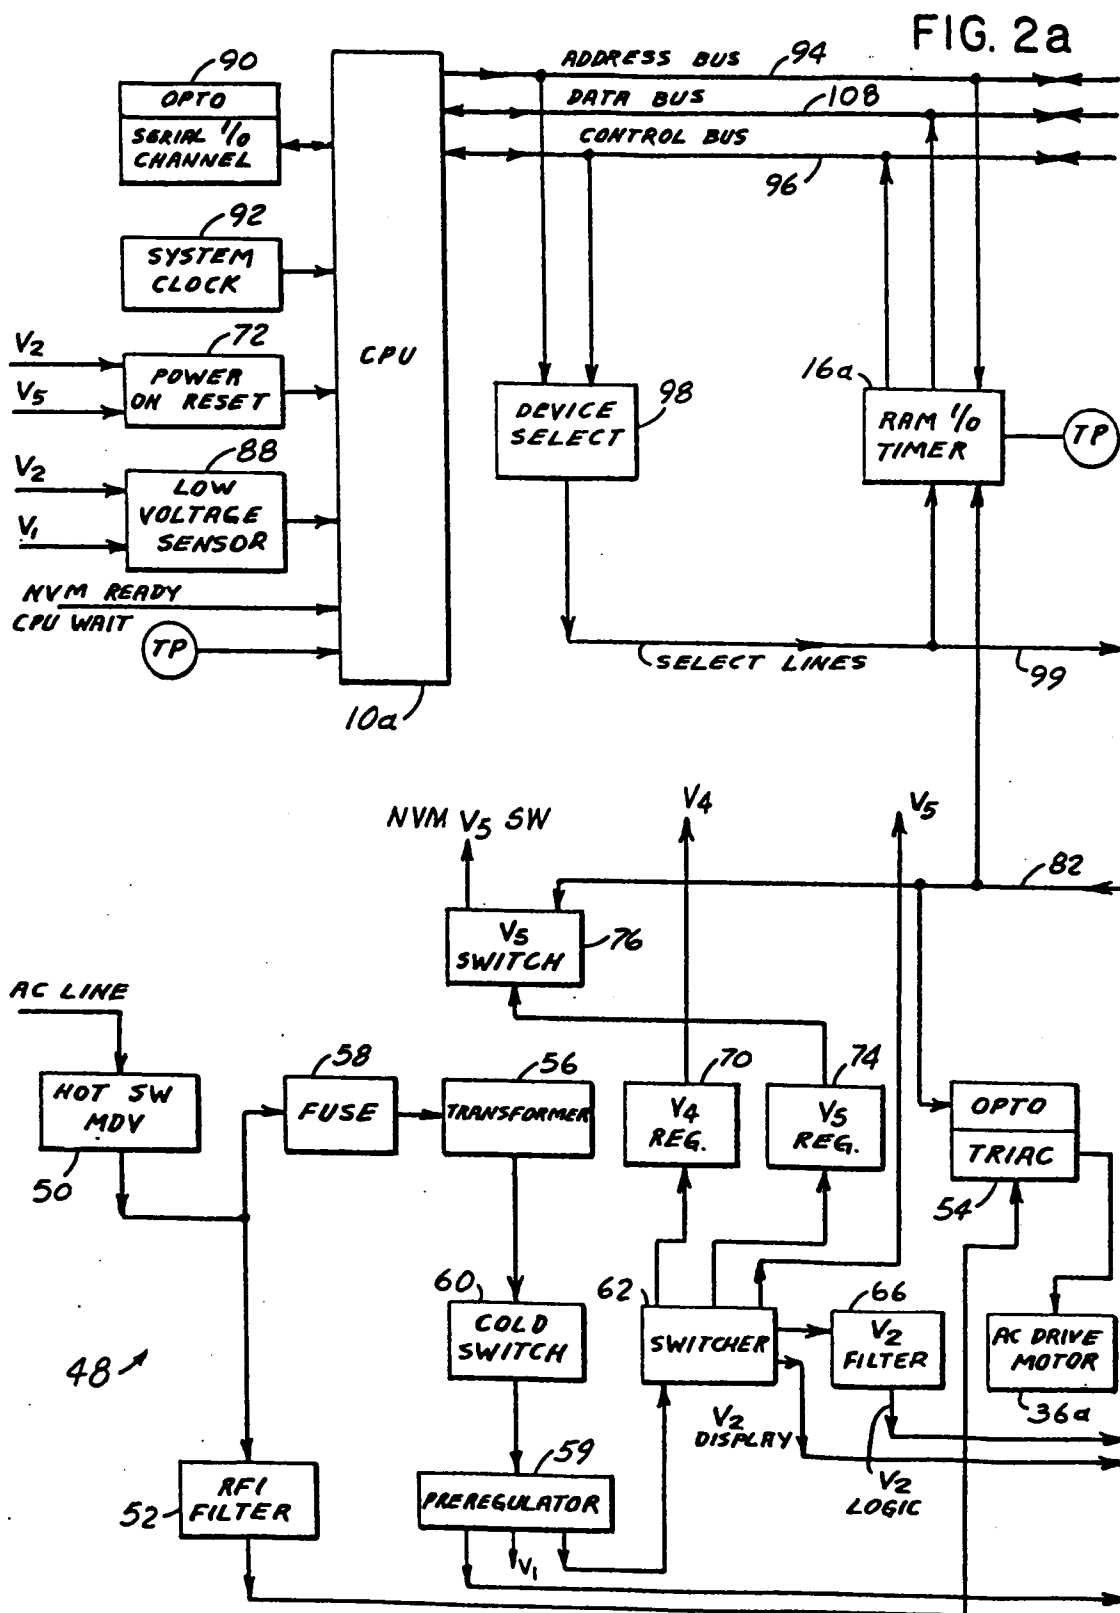 FIG. 2a
90
OPTO
SERIAL I/O
CHANNEL
ADDRESS BUS
94
DATA BUS
108
CONTROL BUS
96
92
SYSTEM
CLOCK
V2
72
POWER
ON RESET
V5
CPU
V2
88
LOW
VOLTAGE
SENSOR
V1
NVM READY
CPU WAIT
TP
10a
DEVICE
SELECT
98
16a
RAM I/O
TIMER
TP
SELECT LINES
99
NVM V5 SW
V4
V5
82
V5
SWITCH
76
AC LINE
HOT SW
MDV
50
58
FUSE
56
TRANSFORMER
70
V4
REG.
74
V5
REG.
OPTO
TRIAC
54
48
60
COLD
SWITCH
62
SWITCHER
66
V2
FILTER
AC DRIVE
MOTOR
36a
V2
DISPLAY
V2
LOGIC
RFI
FILTER
52
59
PREREGULATOR
V1